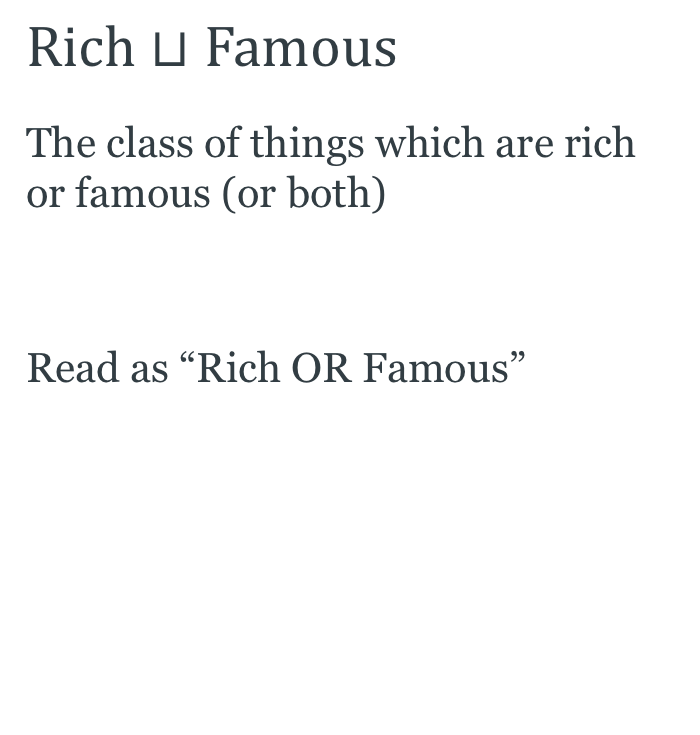 Rich ⊔ Famous
The class of things which are rich
or famous (or both)
Read as “Rich OR Famous”